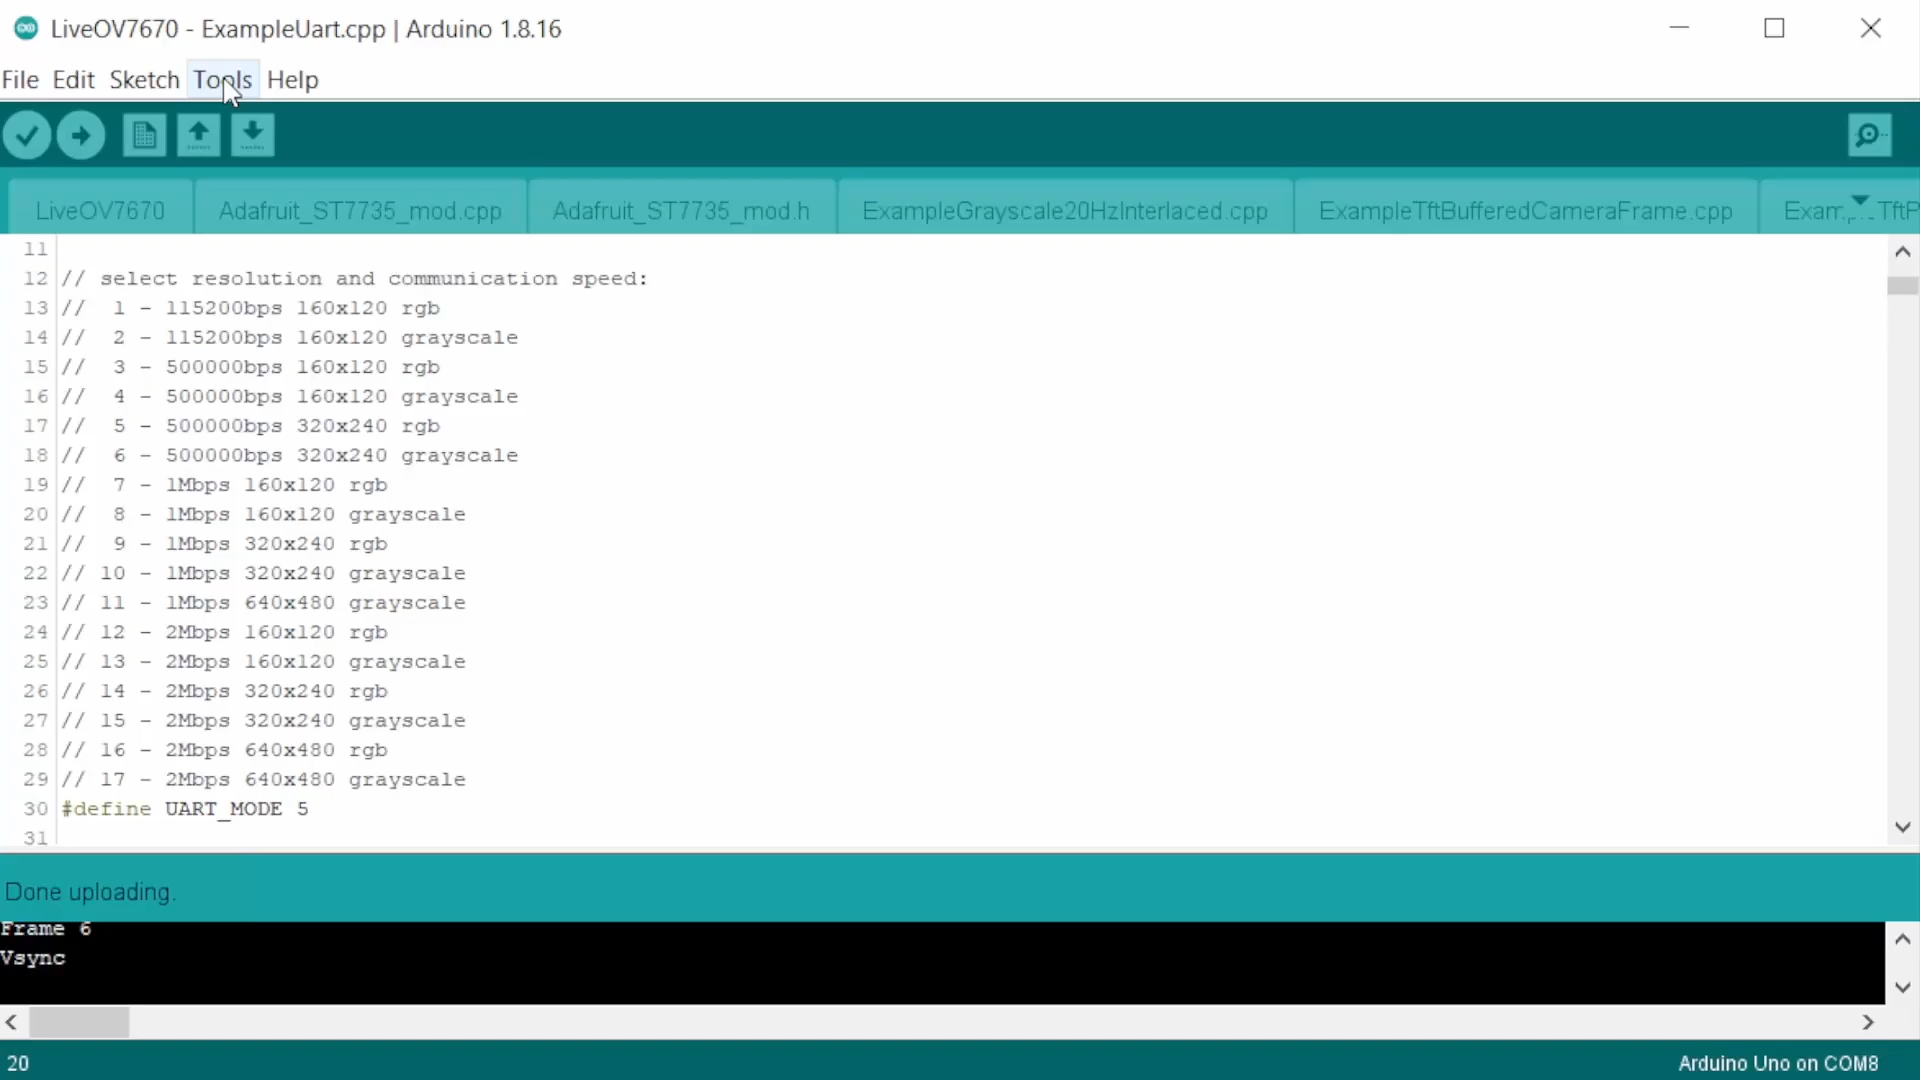 LiveOV7670 - ExampleUart.cpp | Arduino 1.8.16
File Edit Sketch Tools Help
LiveOV7670 Adafruit_ST7735_mod.cpp Adafruit_ST7735_mod.h ExampleGrayscale20HzInterlaced.cpp ExampleTftBufferedCameraFrame.cpp
11
12 // select resolution and communication speed:
13 //  1 - 115200bps 160x120 rgb
14 //  2 - 115200bps 160x120 grayscale
15 //  3 - 500000bps 160x120 rgb
16 //  4 - 500000bps 160x120 grayscale
17 //  5 - 500000bps 320x240 rgb
18 //  6 - 500000bps 320x240 grayscale
19 //  7 - 1Mbps 160x120 rgb
20 //  8 - 1Mbps 160x120 grayscale
21 //  9 - 1Mbps 320x240 rgb
22 // 10 - 1Mbps 320x240 grayscale
23 // 11 - 1Mbps 640x480 grayscale
24 // 12 - 2Mbps 160x120 rgb
25 // 13 - 2Mbps 160x120 grayscale
26 // 14 - 2Mbps 320x240 rgb
27 // 15 - 2Mbps 320x240 grayscale
28 // 16 - 2Mbps 640x480 rgb
29 // 17 - 2Mbps 640x480 grayscale
30 #define UART_MODE 5
31
Done uploading.
Frame 6
Vsync
20 Arduino Uno on COM8